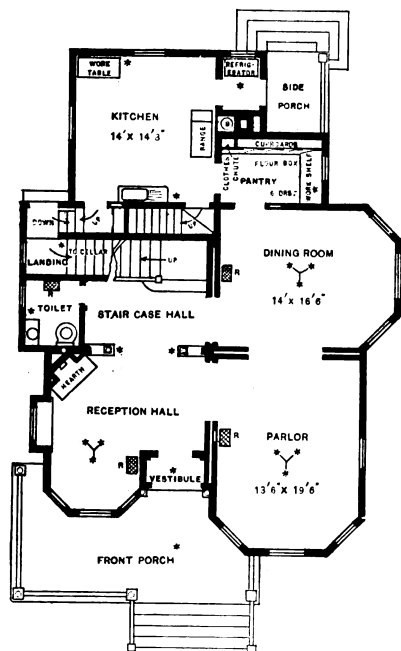 WORK
TABLE
REFRIG-
ERATOR
SIDE
PORCH
KITCHEN
14' X 14'3"
RANGE
CUPBOARDS
CLOTHES
CHUTE
FLOUR BOX
PANTRY
6 DRS.
WORK SHELF
DOWN
UP
UP
TO CELLAR
UP
LANDING
DINING ROOM
R
14' X 16'6"
TOILET
R
STAIR CASE HALL
HEARTH
RECEPTION HALL
R
PARLOR
R
VESTIBULE
13'6" X 19'6"
FRONT PORCH